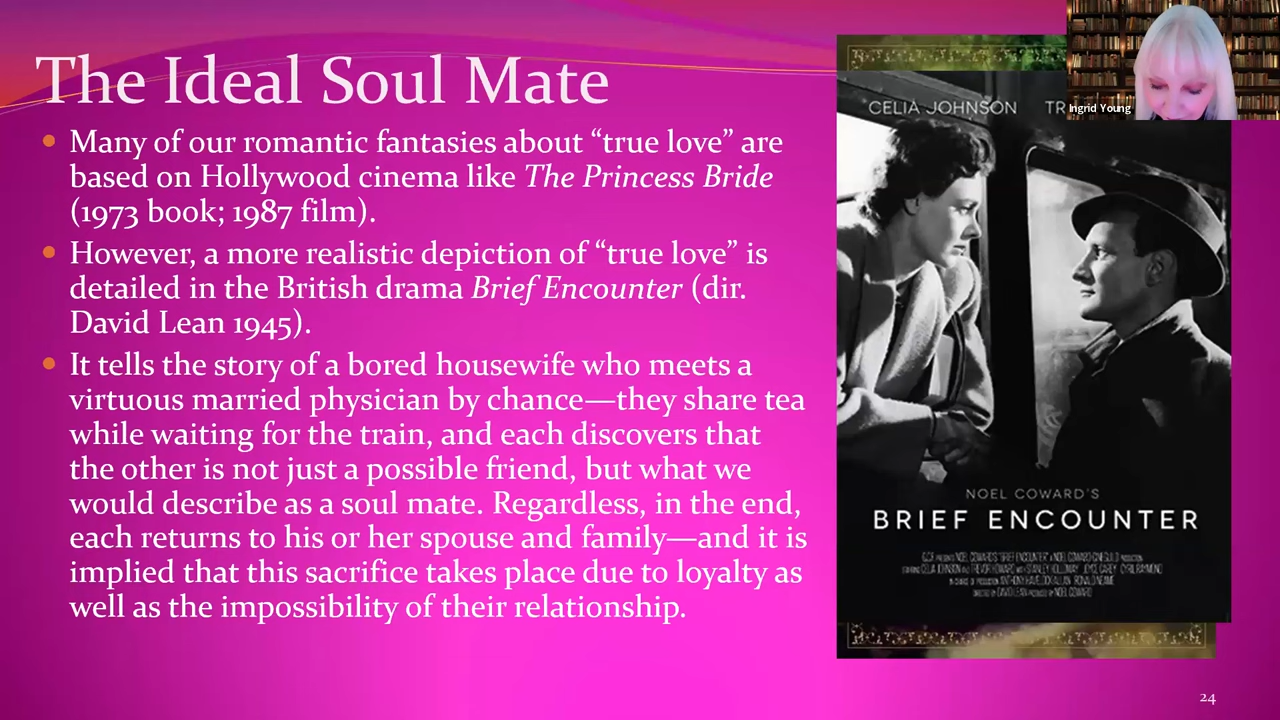 The Ideal Soul Mate
Many of our romantic fantasies about “true love” are
based on Hollywood cinema like The Princess Bride
(1973 book; 1987 film).
However, a more realistic depiction of “true love” is
detailed in the British drama Brief Encounter (dir.
David Lean 1945).
It tells the story of a bored housewife who meets a
virtuous married physician by chance—they share tea
while waiting for the train, and each discovers that
the other is not just a possible friend, but what we
would describe as a soul mate. Regardless, in the end,
each returns to his or her spouse and family—and it is
implied that this sacrifice takes place due to loyalty as
well as the impossibility of their relationship.
CELIA JOHNSON TR
Ingrid Young
NOEL COWARD'S
BRIEF ENCOUNTER
24